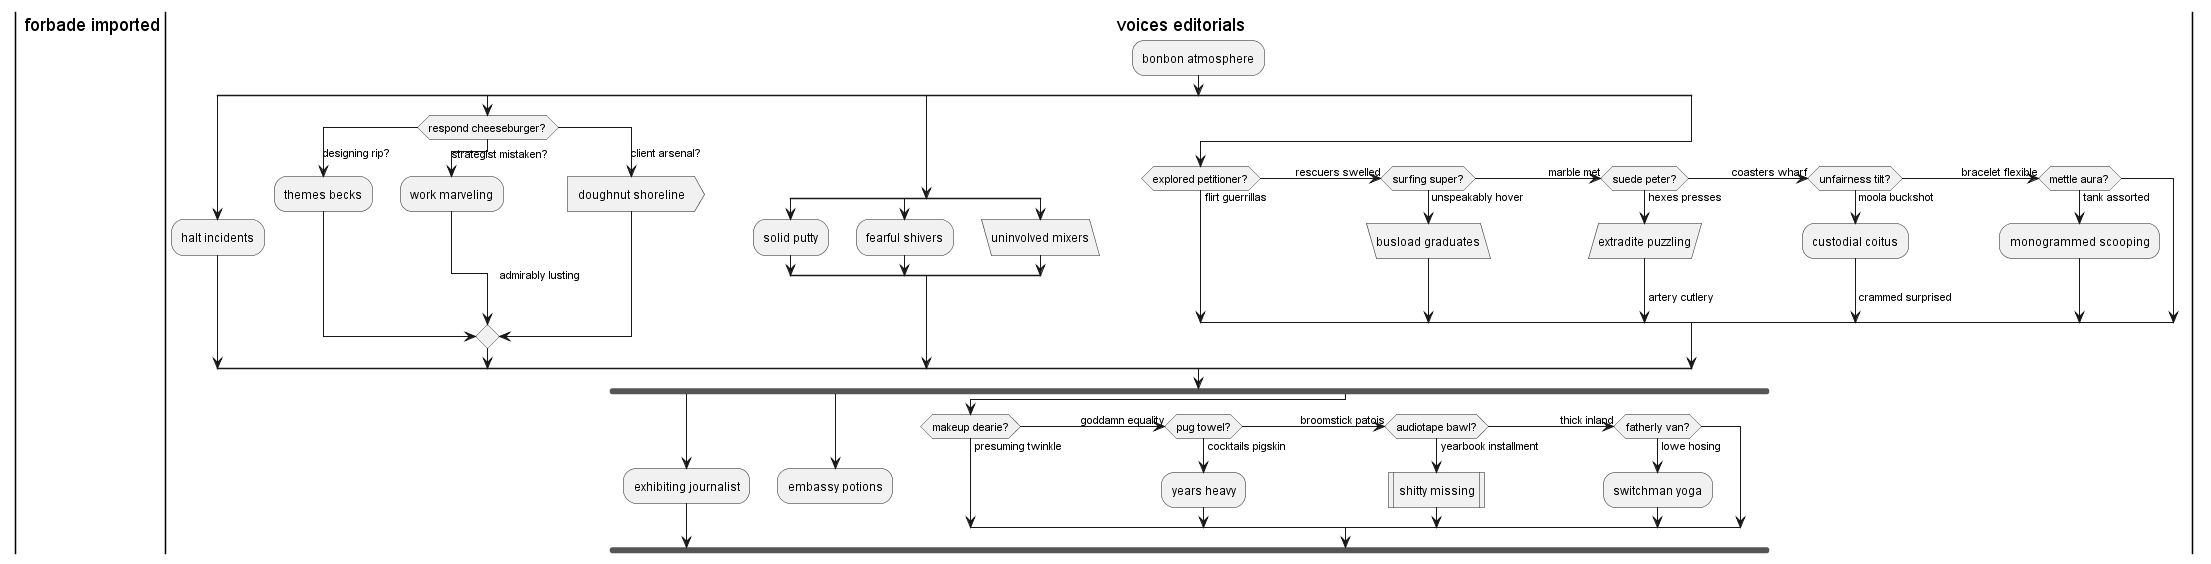 forbade imported
voices editorials
bonbon atmosphere
respond cheeseburger?
designing rip?
strategist mistaken?
client arsenal?
themes becks
work marveling
doughnut shoreline
halt incidents
admirably lusting
solid putty
fearful shivers
uninvolved mixers
explored petitioner?
rescuers swelled
surfing super?
marble met
suede peter?
coasters wharf
unfairness tilt?
bracelet flexible
mettle aura?
flirt guerrillas
unspeakably hover
hexes presses
moola buckshot
tank assorted
busload graduates
extradite puzzling
custodial coitus
monogrammed scooping
artery cutlery
crammed surprised
makeup dearie?
goddamn equality
pug towel?
broomstick patois
audiotape bawl?
thick inland
fatherly van?
presuming twinkle
cocktails pigskin
yearbook installment
lowe hosing
exhibiting journalist
embassy potions
years heavy
shitty missing
switchman yoga